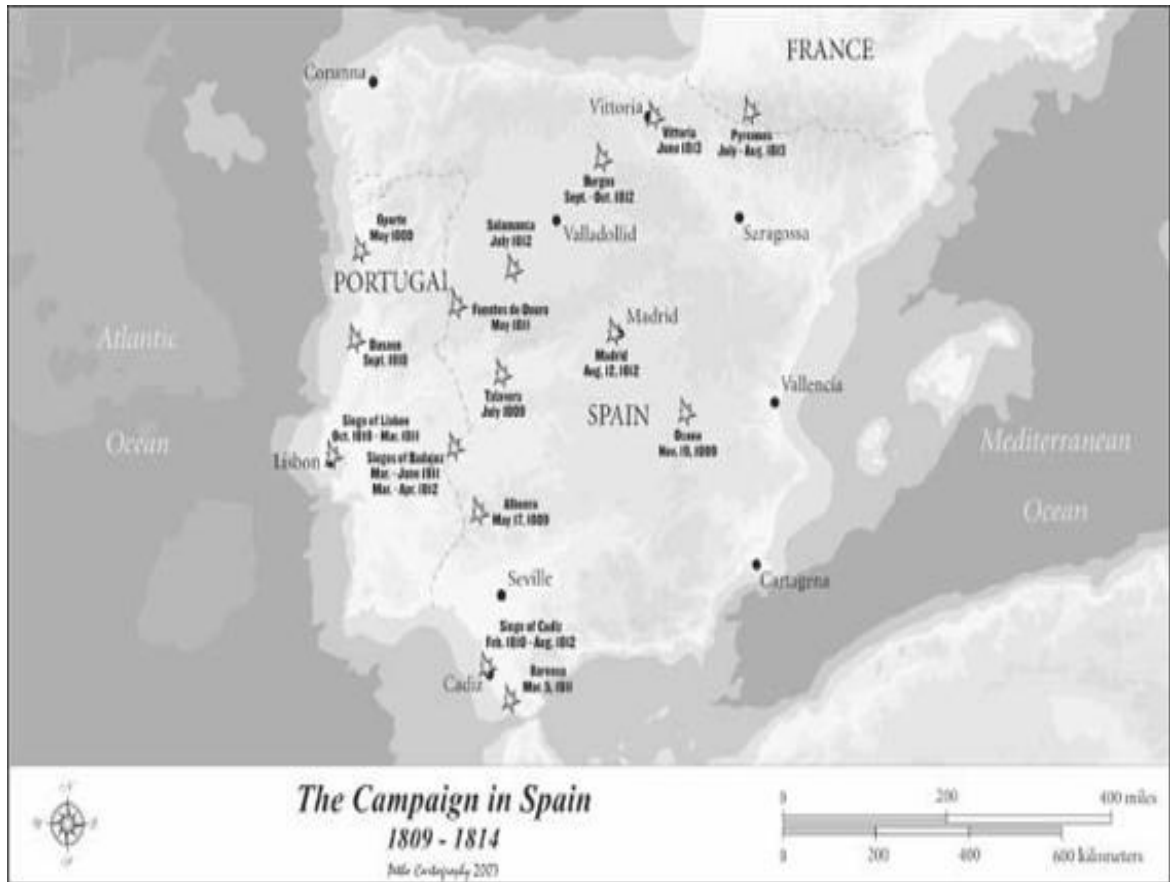 FRANCE
Corunna
Vittoria
Vittoria
June 1813
Pyrenees
July - Aug. 1813
Burgos
Sept. - Oct. 1812
Oporto
May 1809
Salamanca
July 1812
Valladollid
Saragossa
PORTUGAL
Fuentes de Onoro
May 1811
Atlantic
Ocean
Busaco
Sept. 1810
Madrid
Madrid
Aug. 12, 1812
Talavera
July 1809
SPAIN
Vallencia
Ocana
Nov. 19, 1809
Mediterranean
Ocean
Siege of Lisbon
Oct. 1810 - Mar. 1811
Lisbon
Sieges of Badajoz
Mar. - June 1811
Mar. - Apr. 1812
Albuera
May 17, 1809
Seville
Cartagena
Siege of Cadiz
Feb. 1810 - Aug. 1812
Cadiz
Barossa
Mar. 5, 1811
The Campaign in Spain
1809 - 1814
Cartography 2003
0 200 400 miles
0 200 400 600 kilometers